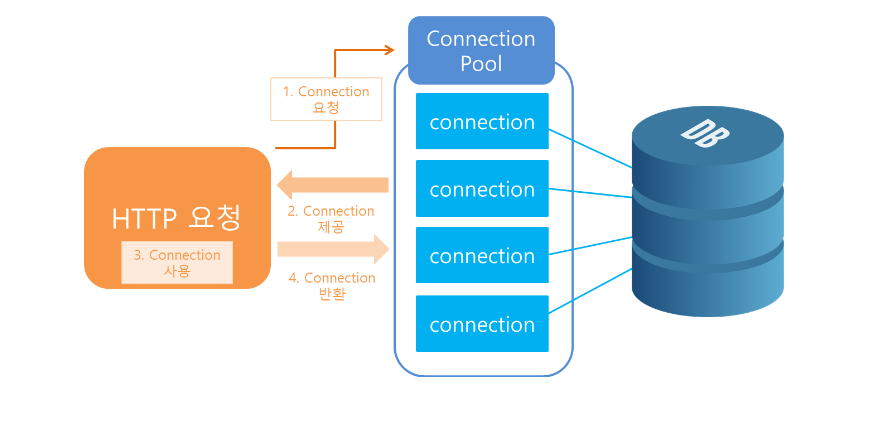 Connection
Pool
1. Connection
요청
connection
DB
connection
HTTP 요청
2. Connection
제공
3. Connection
사용
connection
4. Connection
반환
connection